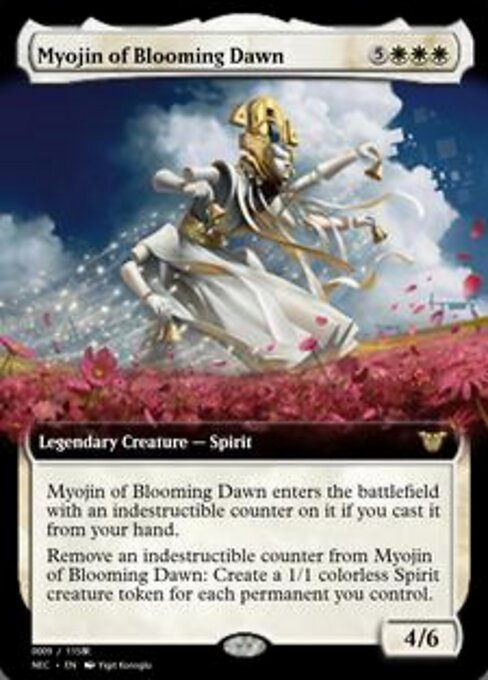 Myojin of Blooming Dawn 5
Legendary Creature — Spirit
Myojin of Blooming Dawn enters the battlefield
with an indestructible counter on it if you cast it
from your hand.
Remove an indestructible counter from Myojin
of Blooming Dawn: Create a 1/1 colorless Spirit
creature token for each permanent you control.
4/6
NEC • EN Yigit Koroglu